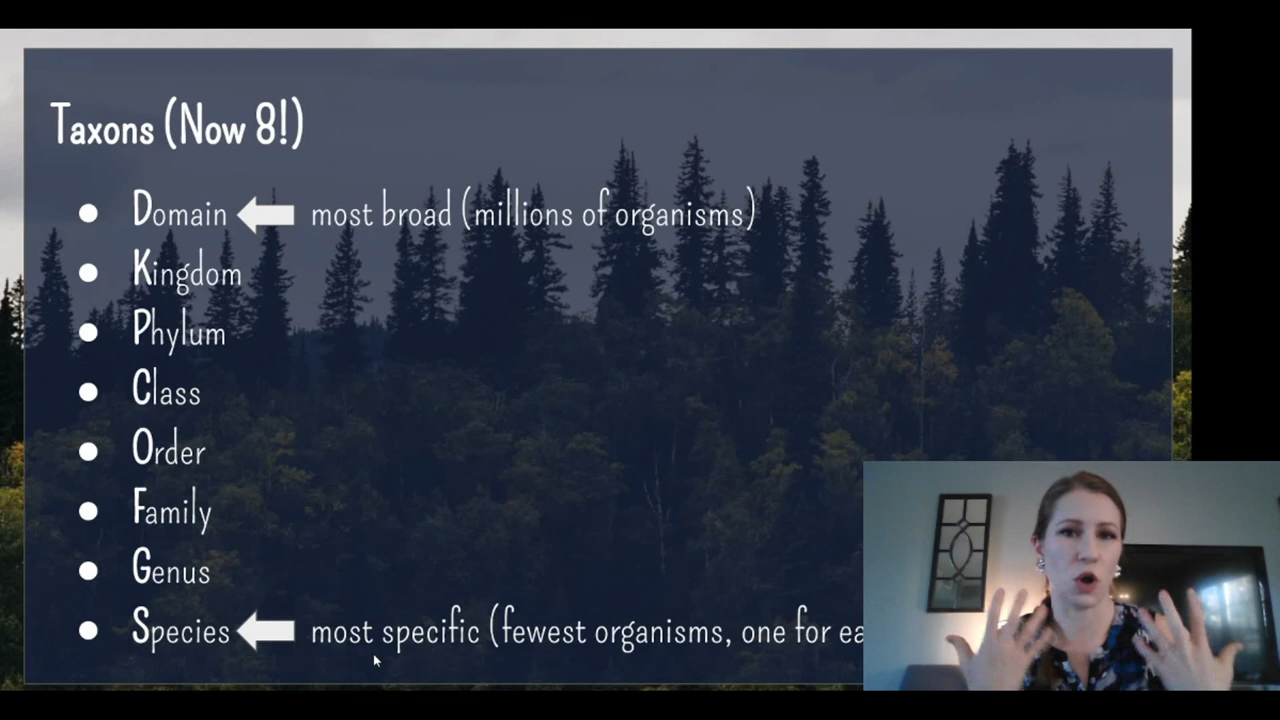 Taxons (Now 8!)
Domain most broad (millions of organisms)
Kingdom
Phylum
Class
Order
Family
Genus
Species most specific (fewest organisms, one for